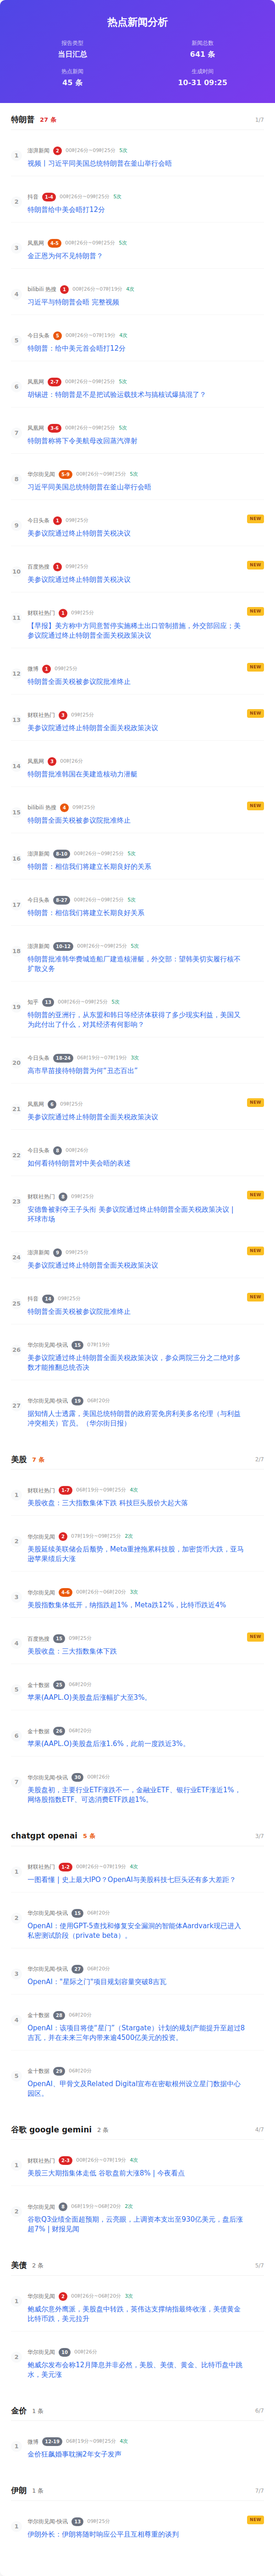 热点新闻分析
报告类型
新闻总数
当日汇总
641 条
热点新闻
生成时间
45 条
10-31 09:25
特朗普 27 条 1/7
1
澎湃新闻 2 00时26分~09时25分 5次
视频丨习近平同美国总统特朗普在釜山举行会晤
2
抖音 1-4 00时26分~09时25分 5次
特朗普给中美会晤打12分
3
凤凰网 4-5 00时26分~09时25分 5次
金正恩为何不见特朗普？
4
bilibili 热搜 1 00时26分~07时19分 4次
习近平与特朗普会晤 完整视频
5
今日头条 5 00时26分~07时19分 4次
特朗普：给中美元首会晤打12分
6
凤凰网 2-7 00时26分~09时25分 5次
胡锡进：特朗普是不是把试验运载技术与搞核试爆搞混了？
7
凤凰网 3-6 00时26分~09时25分 5次
特朗普称将下令美航母改回蒸汽弹射
8
华尔街见闻 5-9 00时26分~09时25分 5次
习近平同美国总统特朗普在釜山举行会晤
9
今日头条 1 09时25分 NEW
美参议院通过终止特朗普关税决议
10
百度热搜 1 09时25分 NEW
美参议院通过终止特朗普关税决议
11
财联社热门 1 09时25分 NEW
【早报】美方称中方同意暂停实施稀土出口管制措施，外交部回应；美
参议院通过终止特朗普全面关税政策决议
12
微博 1 09时25分 NEW
特朗普全面关税被参议院批准终止
13
财联社热门 3 09时25分 NEW
美参议院通过终止特朗普全面关税政策决议
14
凤凰网 3 00时26分
特朗普批准韩国在美建造核动力潜艇
15
bilibili 热搜 4 09时25分 NEW
特朗普全面关税被参议院批准终止
16
澎湃新闻 8-10 00时26分~09时25分 5次
特朗普：相信我们将建立长期良好的关系
17
今日头条 8-27 00时26分~09时25分 5次
特朗普：相信我们将建立长期良好关系
18
澎湃新闻 10-12 00时26分~09时25分 5次
特朗普批准韩华费城造船厂建造核潜艇，外交部：望韩美切实履行核不
扩散义务
19
知乎 13 00时26分~09时25分 5次
特朗普的亚洲行，从东盟和韩日等经济体获得了多少现实利益，美国又
为此付出了什么，对其经济有何影响？
20
今日头条 18-24 06时19分~07时19分 3次
高市早苗接待特朗普为何“丑态百出”
21
凤凰网 6 09时25分 NEW
美参议院通过终止特朗普全面关税政策决议
22
今日头条 8 00时26分
如何看待特朗普对中美会晤的表述
23
财联社热门 8 09时25分 NEW
安德鲁被剥夺王子头衔 美参议院通过终止特朗普全面关税政策决议 |
环球市场
24
澎湃新闻 9 09时25分 NEW
美参议院通过终止特朗普全面关税政策决议
25
抖音 14 09时25分 NEW
特朗普全面关税被参议院批准终止
26
华尔街见闻-快讯 15 07时19分
美参议院通过终止特朗普全面关税政策决议，参众两院三分之二绝对多
数才能推翻总统否决
27
华尔街见闻-快讯 19 06时20分
据知情人士透露，美国总统特朗普的政府罢免房利美多名伦理（与利益
冲突相关）官员。（华尔街日报）
美股 7 条 2/7
1
财联社热门 1-7 06时19分~09时25分 4次
美股收盘：三大指数集体下跌 科技巨头股价大起大落
2
华尔街见闻 2 07时19分~09时25分 2次
美股延续美联储会后颓势，Meta重挫拖累科技股，加密货币大跌，亚马
逊苹果绩后大涨
3
华尔街见闻 4-6 00时26分~06时20分 3次
美股指数集体低开，纳指跌超1%，Meta跌12%，比特币跌近4%
4
百度热搜 15 09时25分 NEW
美股收盘：三大指数集体下跌
5
金十数据 25 06时20分
苹果(AAPL.O)美股盘后涨幅扩大至3%。
6
金十数据 26 06时20分
苹果(AAPL.O)美股盘后涨1.6%，此前一度跌近3%。
7
华尔街见闻-快讯 30 00时26分
美股盘初，主要行业ETF涨跌不一，金融业ETF、银行业ETF涨近1%，
网络股指数ETF、可选消费ETF跌超1%。
chatgpt openai 5 条 3/7
1
财联社热门 1-2 00时26分~07时19分 4次
一图看懂 | 史上最大IPO？OpenAI与美股科技七巨头还有多大差距？
2
华尔街见闻-快讯 15 06时20分
OpenAI：使用GPT-5查找和修复安全漏洞的智能体Aardvark现已进入
私密测试阶段（private beta）。
3
华尔街见闻-快讯 27 06时20分
OpenAI：“星际之门”项目规划容量突破8吉瓦
4
金十数据 28 06时20分
OpenAI：该项目将使“星门”（Stargate）计划的规划产能提升至超过8
吉瓦，并在未来三年内带来逾4500亿美元的投资。
5
金十数据 29 06时20分
OpenAI、甲骨文及Related Digital宣布在密歇根州设立星门数据中心
园区。
谷歌 google gemini 2 条 4/7
1
财联社热门 2-3 00时26分~07时19分 4次
美股三大期指集体走低 谷歌盘前大涨8% | 今夜看点
2
华尔街见闻 8 06时19分~06时20分 2次
谷歌Q3业绩全面超预期，云亮眼，上调资本支出至930亿美元，盘后涨
超7% | 财报见闻
美债 2 条 5/7
1
华尔街见闻 2 00时26分~06时20分 3次
鲍威尔意外鹰派，美股盘中转跌，英伟达支撑纳指最终收涨，美债黄金
比特币跌，美元拉升
2
华尔街见闻 10 00时26分
鲍威尔发布会称12月降息并非必然，美股、美债、黄金、比特币盘中跳
水，美元涨
金价 1 条 6/7
1
微博 12-19 06时19分~09时25分 4次
金价狂飙婚事耽搁2年女子发声
伊朗 1 条 7/7
1
华尔街见闻-快讯 13 09时25分 NEW
伊朗外长：伊朗将随时响应公平且互相尊重的谈判